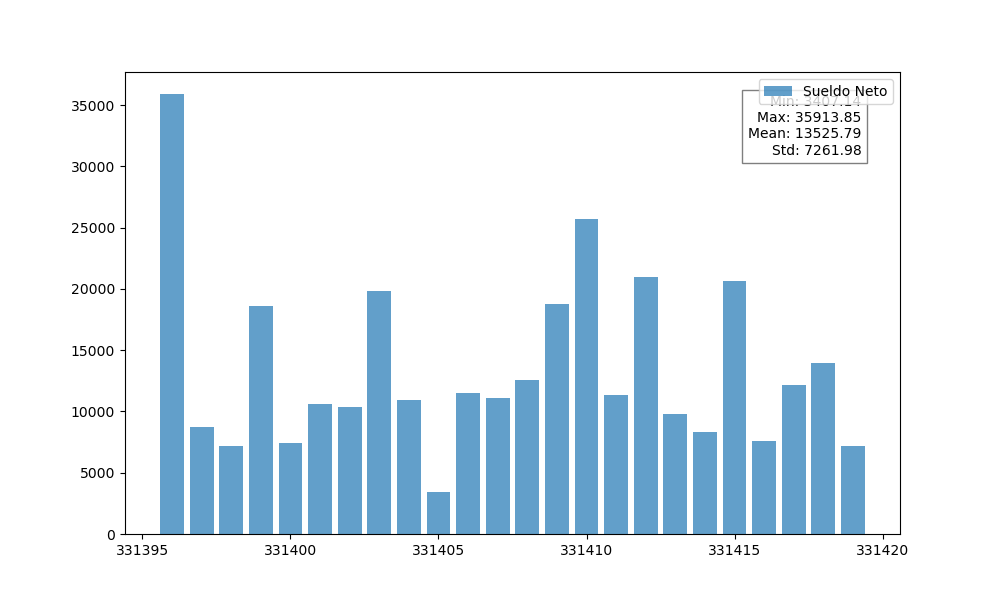 35000
30000
25000
20000
15000
10000
5000
0
331395 331400 331405 331410 331415 331420
Sueldo Neto
Min: 3407.14
Max: 35913.85
Mean: 13525.79
Std: 7261.98